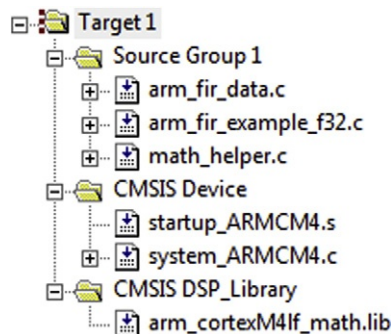 Target 1
Source Group 1
arm_fir_data.c
arm_fir_example_f32.c
math_helper.c
CMSIS Device
startup_ARMCM4.s
system_ARMCM4.c
CMSIS DSP_Library
arm_cortexM4lf_math.lib